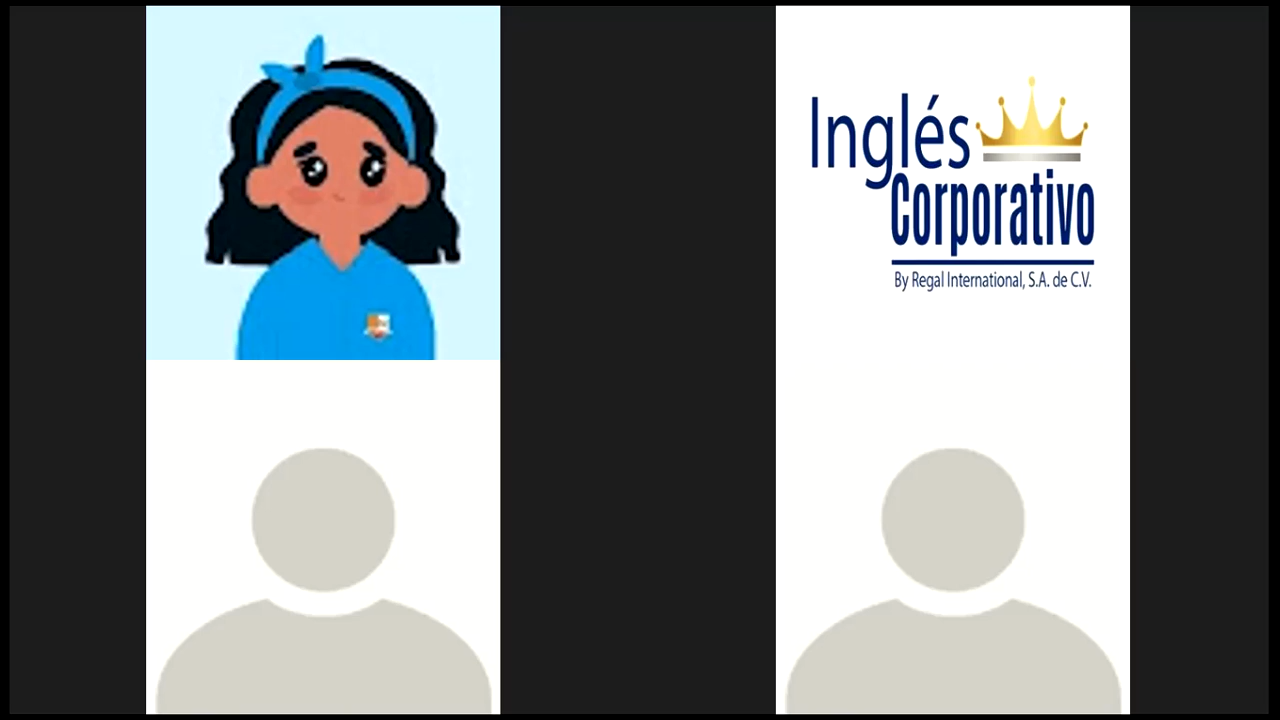 Inglés
Corporativo
By Regal International, S.A. de C.V.